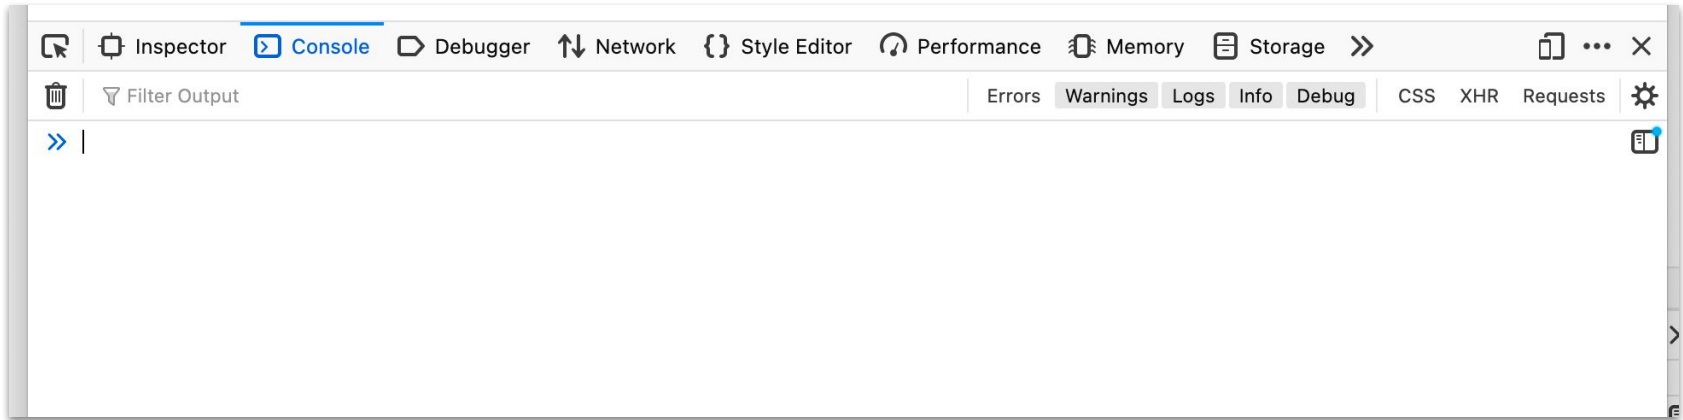 Inspector Console Debugger Network Style Editor Performance Memory Storage
Filter Output Errors Warnings Logs Info Debug CSS XHR Requests